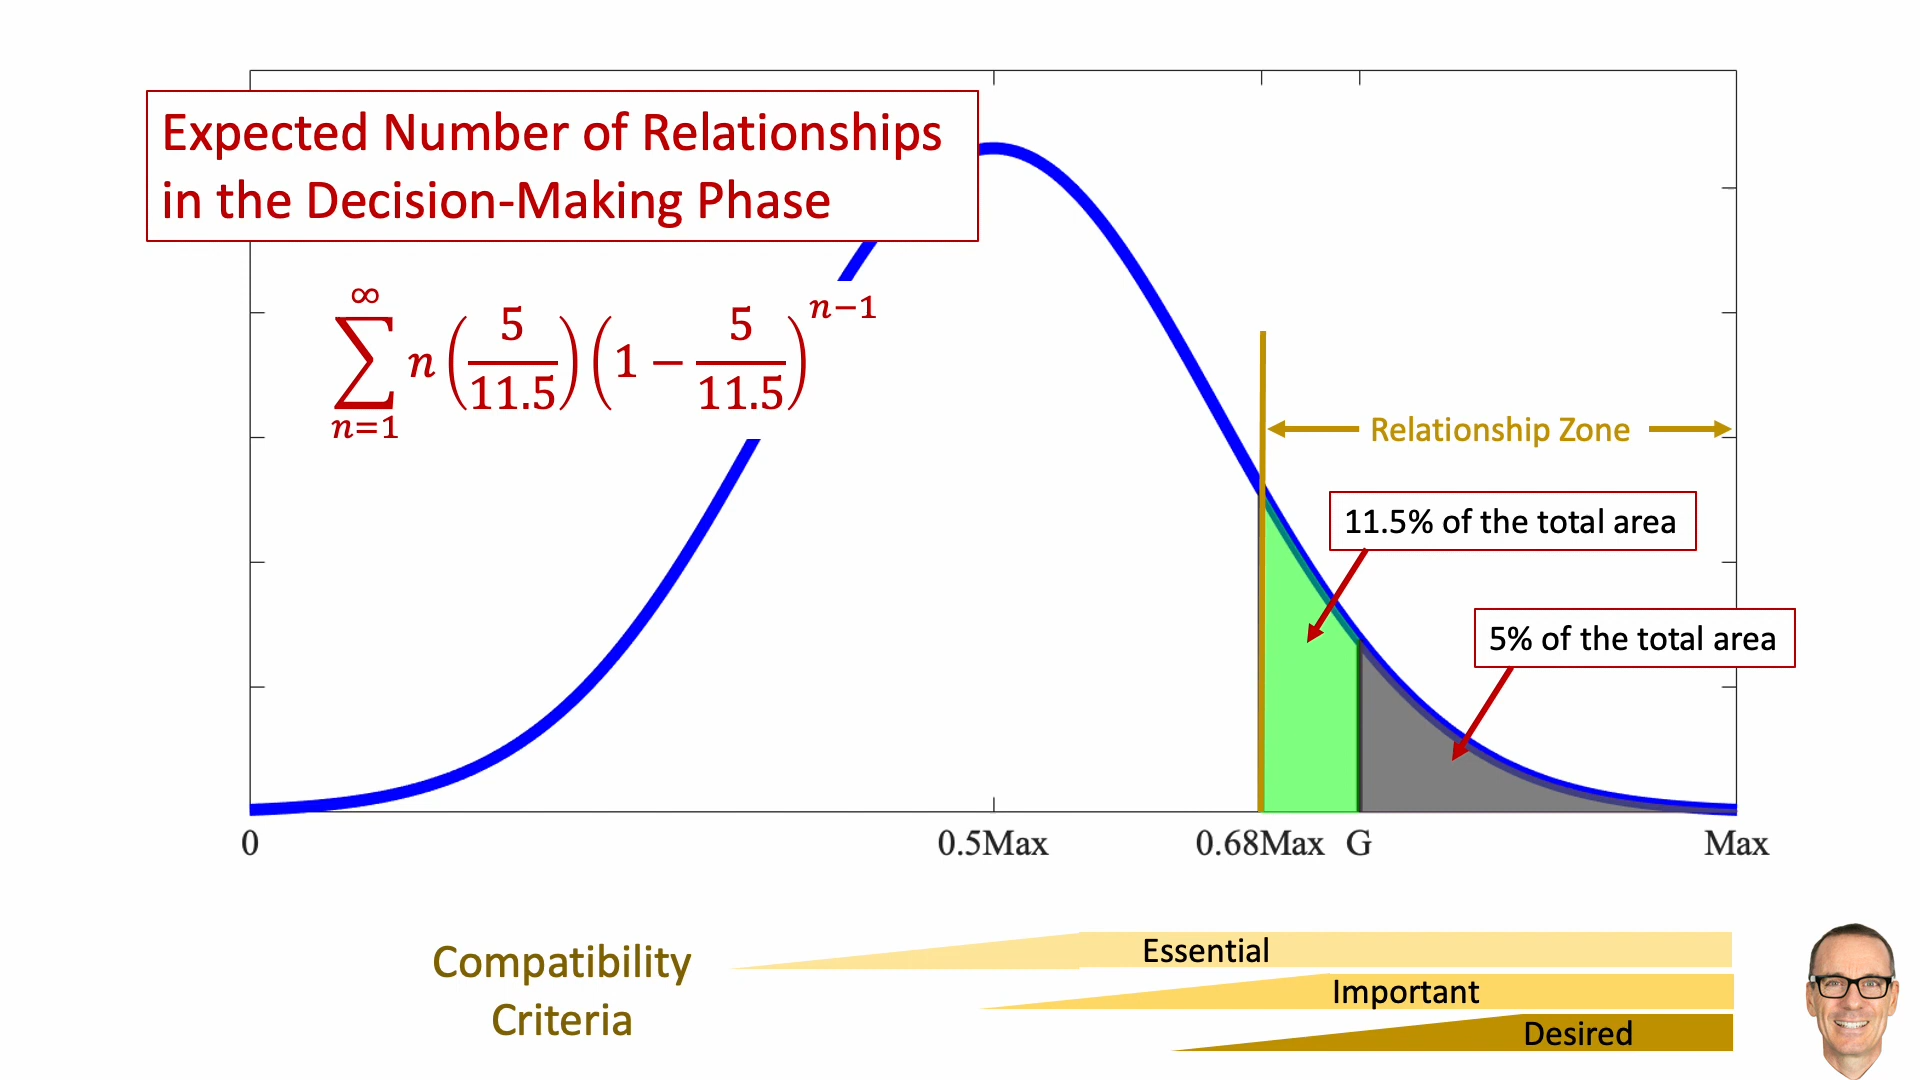 Expected Number of Relationships
in the Decision-Making Phase
∞
∑ n (5/11.5) (1 − 5/11.5)^{n−1}
n=1
Relationship Zone
11.5% of the total area
5% of the total area
0 0.5Max 0.68Max G Max
Compatibility
Criteria
Essential
Important
Desired